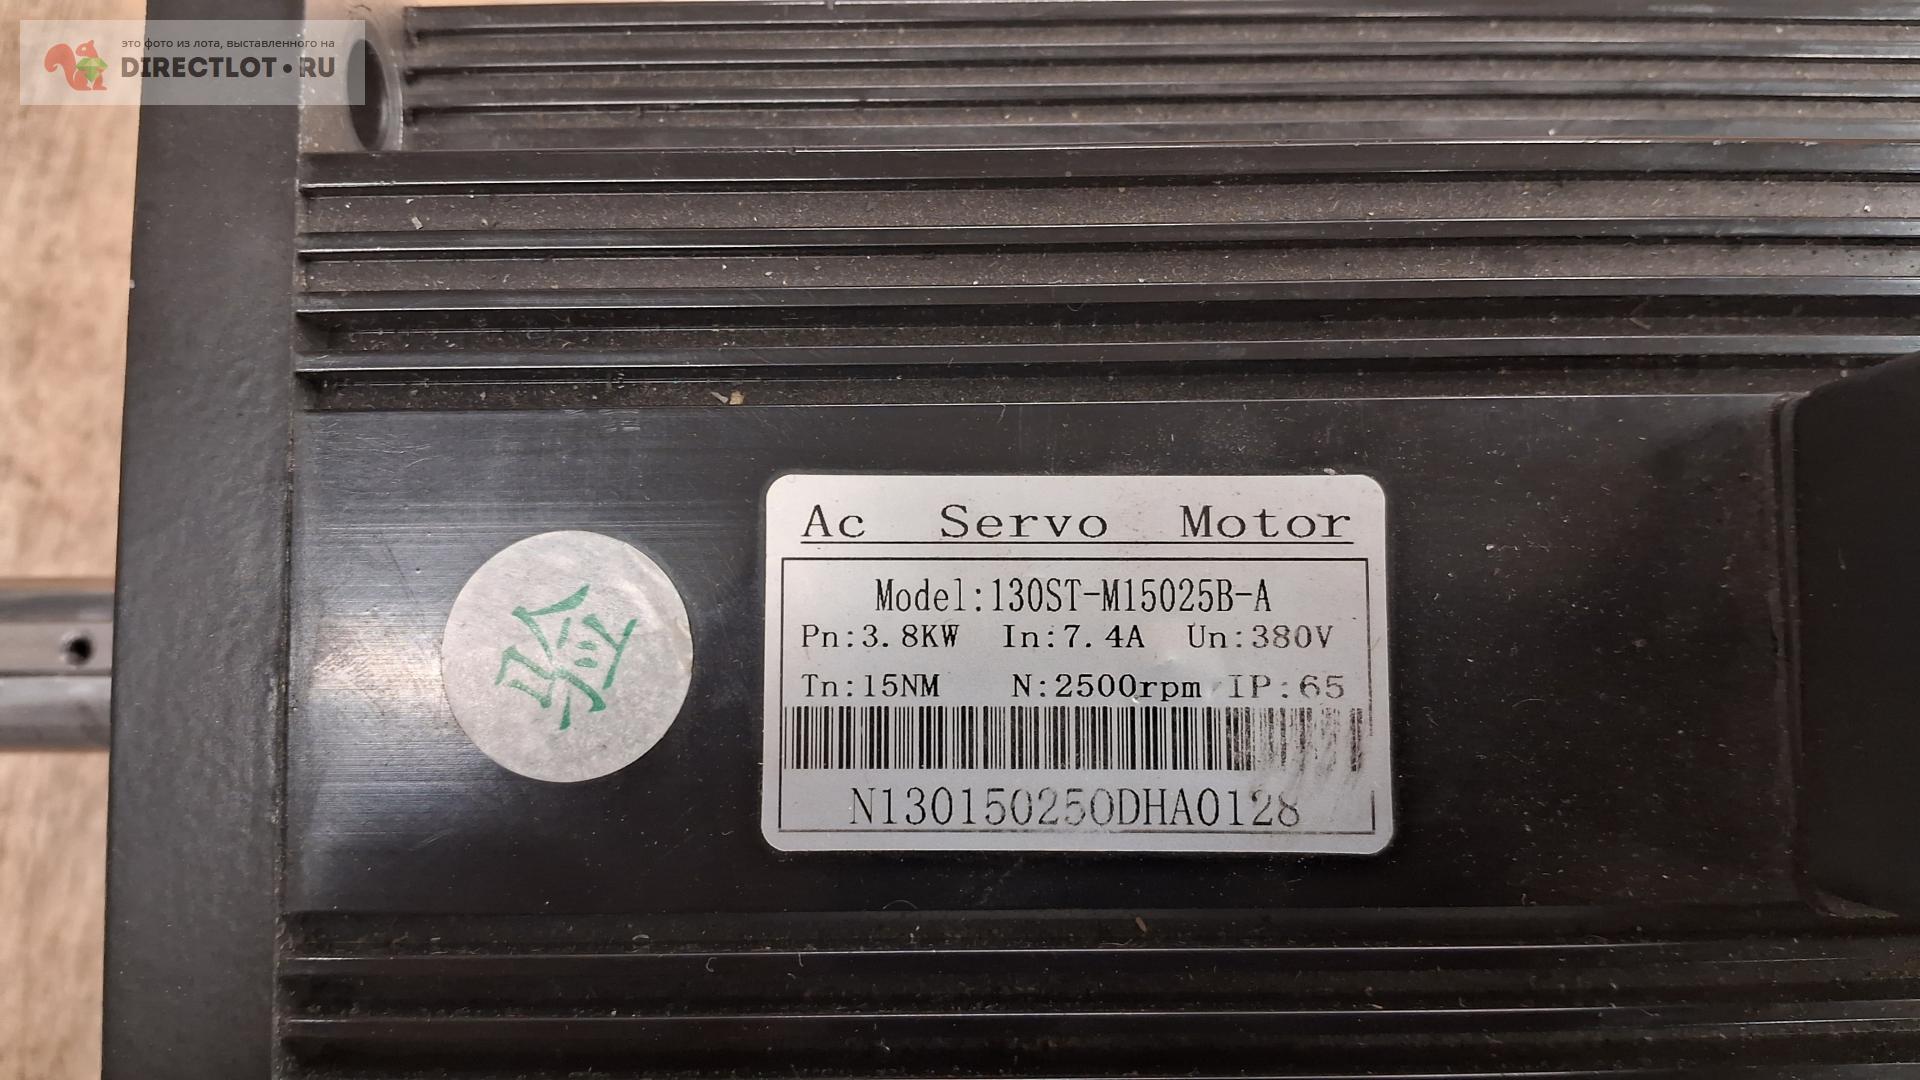 это фото из лота, выставленного на
DIRECTLOT•RU
Ac Servo Motor
Model:130ST-M15025B-A
Pn:3.8KW In:7.4A Un:380V
Tn:15NM N:2500rpm IP:65
N130150250DHA0128
验